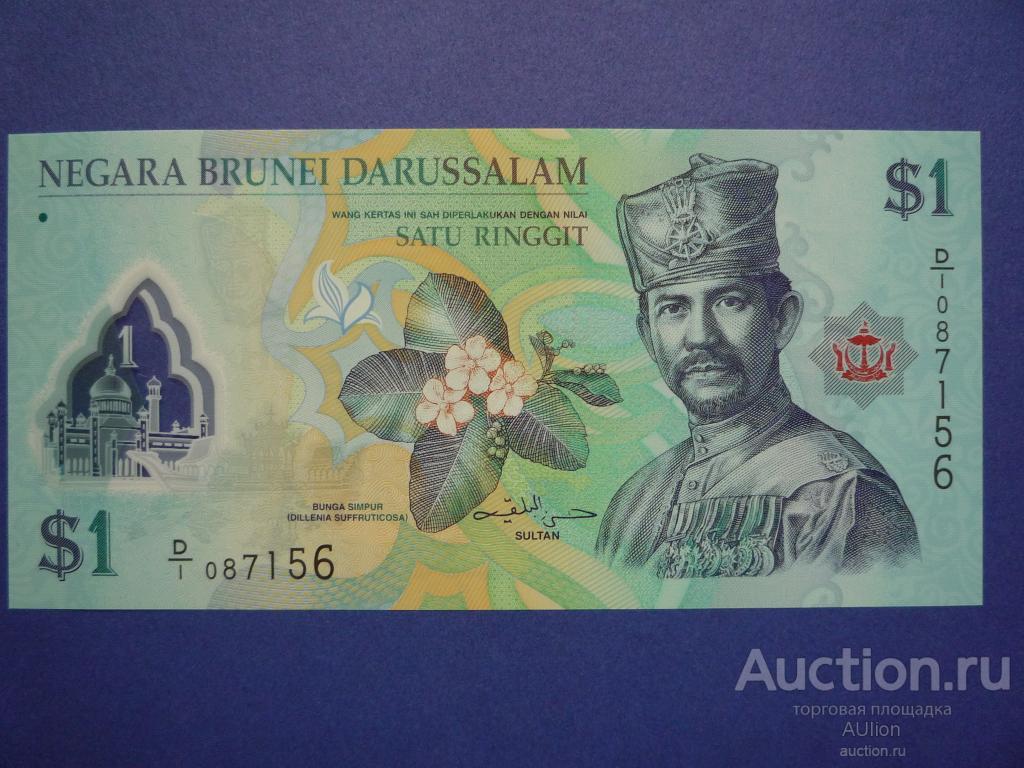 NEGARA BRUNEI DARUSSALAM
$1
WANG KERTAS INI SAH DIPERLAKUKAN DENGAN NILAI
SATU RINGGIT
D/1 087156
1
BUNGA SIMPUR
(DILLENIA SUFFRUTICOSA)
SULTAN
$1
D/1 087156
Auction.ru
торговая площадка
AUlion
auction.ru